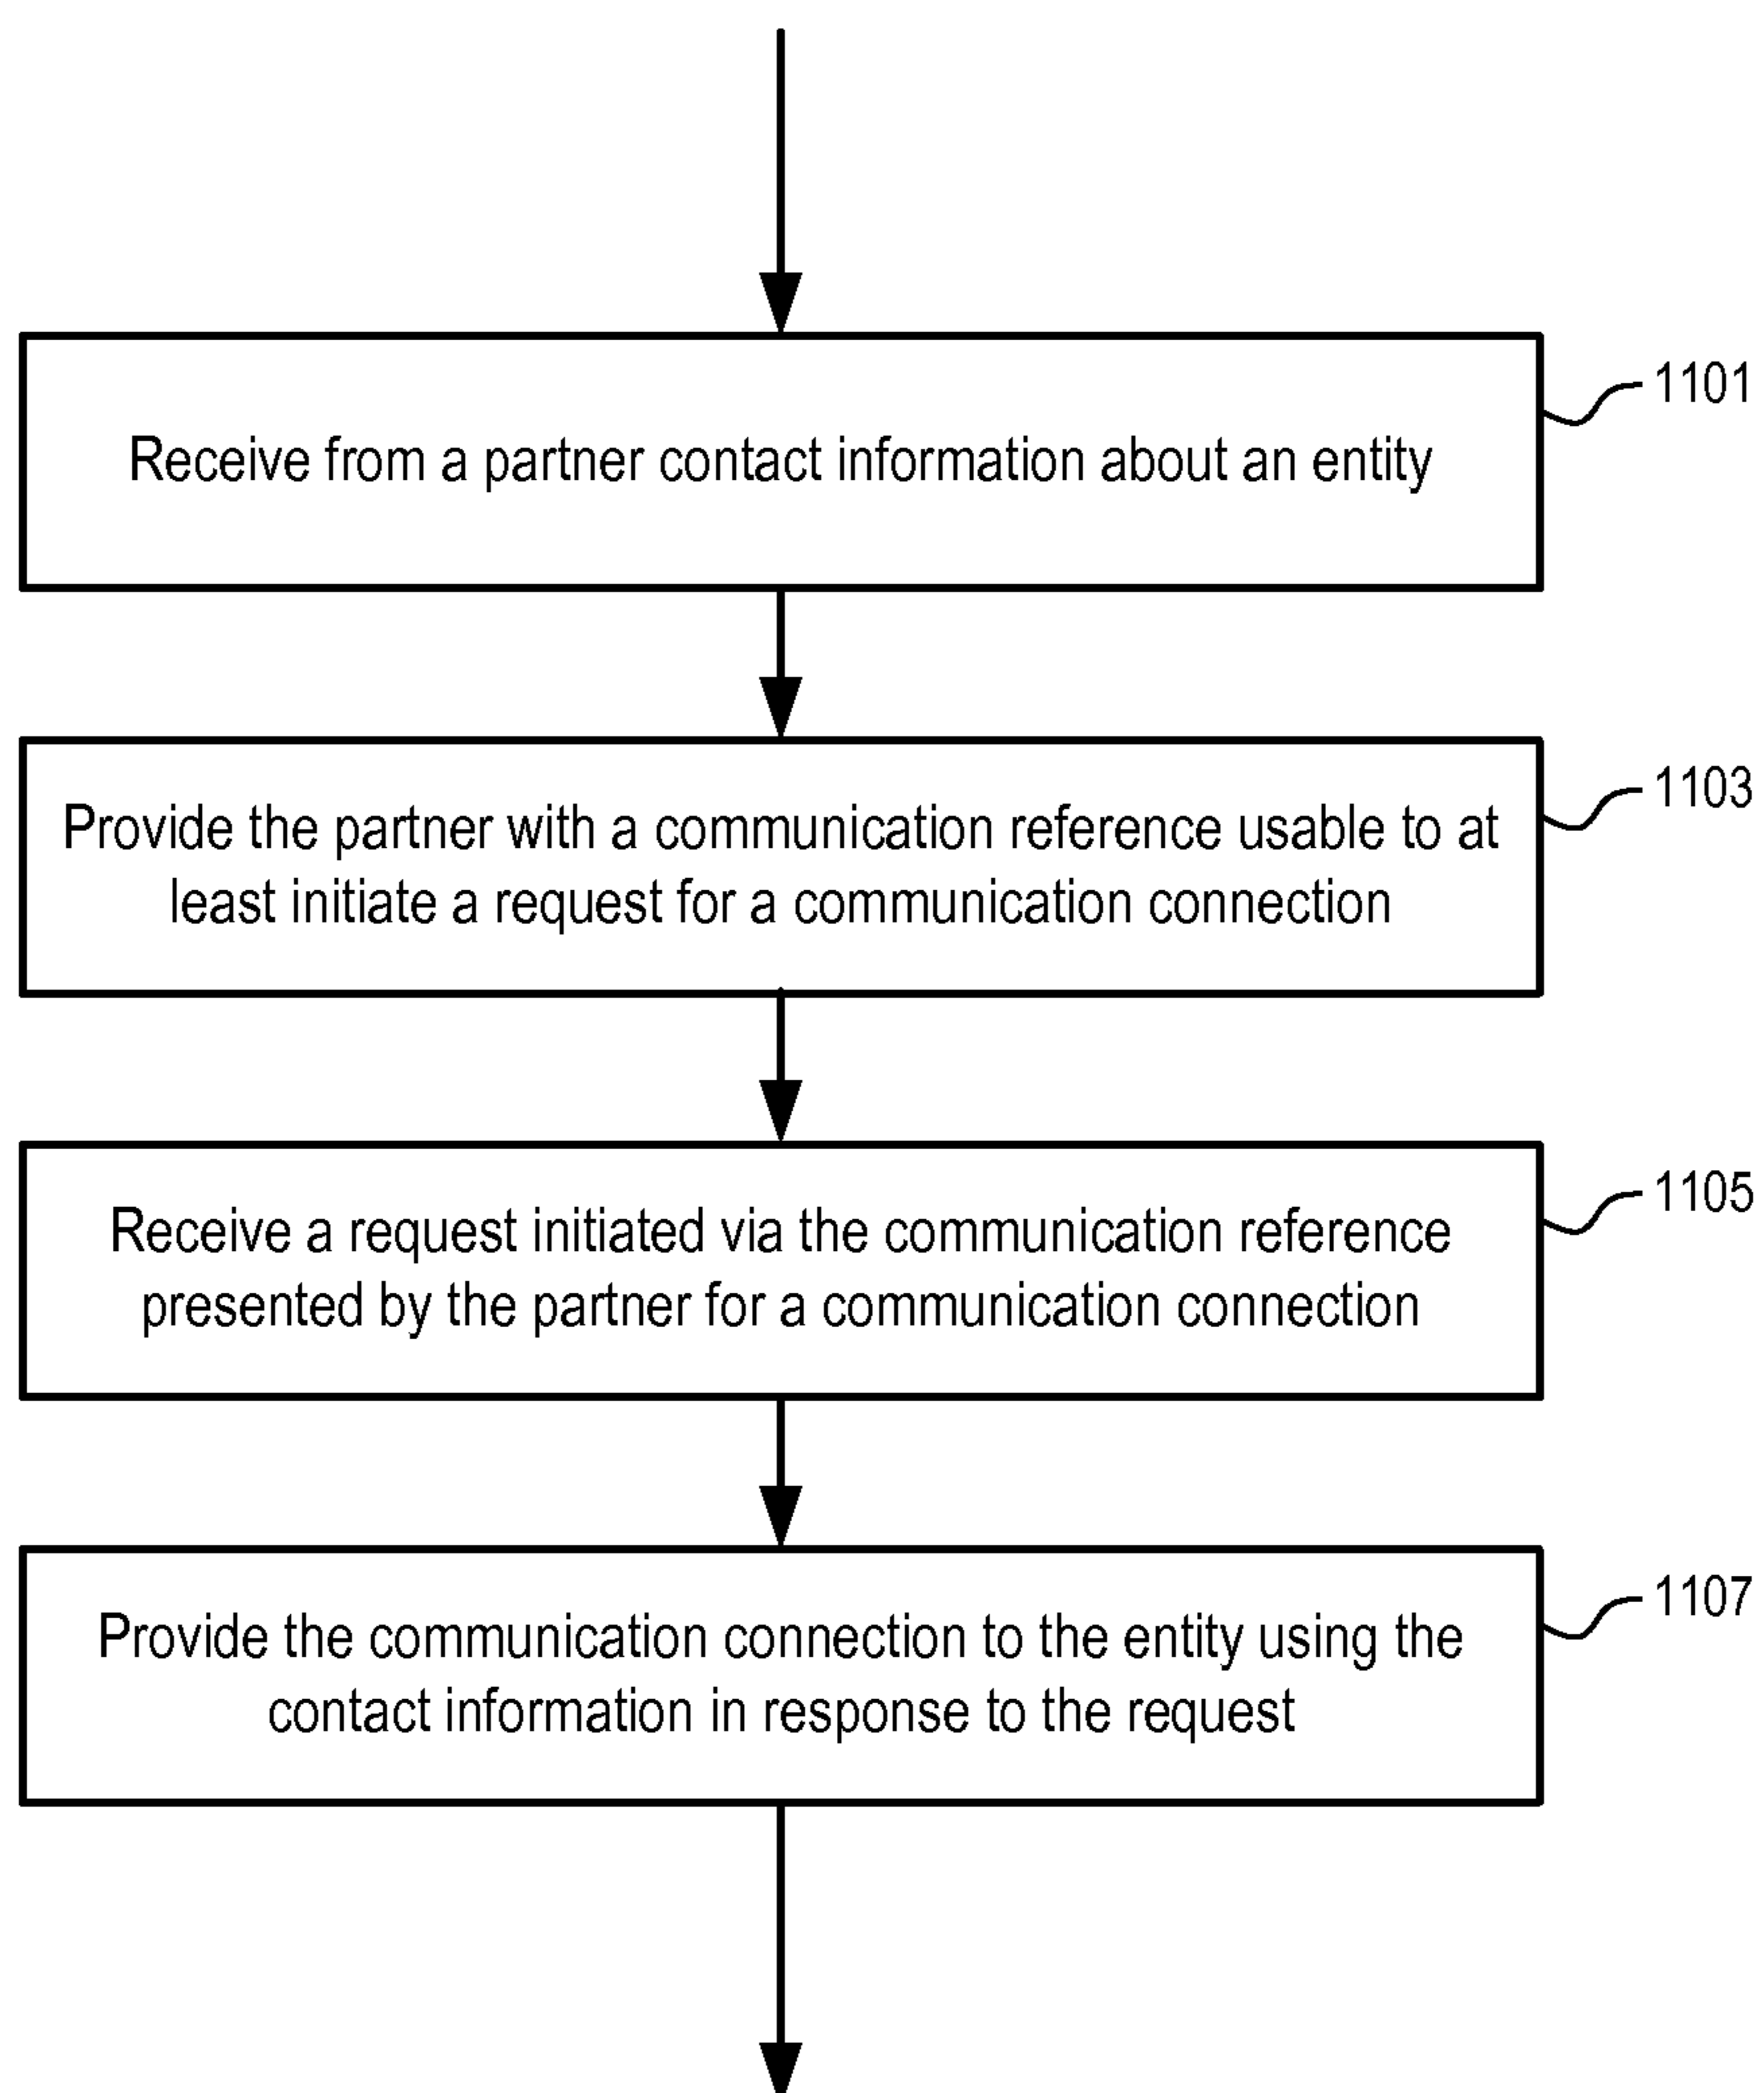 Receive from a partner contact information about an entity
1101
Provide the partner with a communication reference usable to at
least initiate a request for a communication connection
1103
Receive a request initiated via the communication reference
presented by the partner for a communication connection
1105
Provide the communication connection to the entity using the
contact information in response to the request
1107